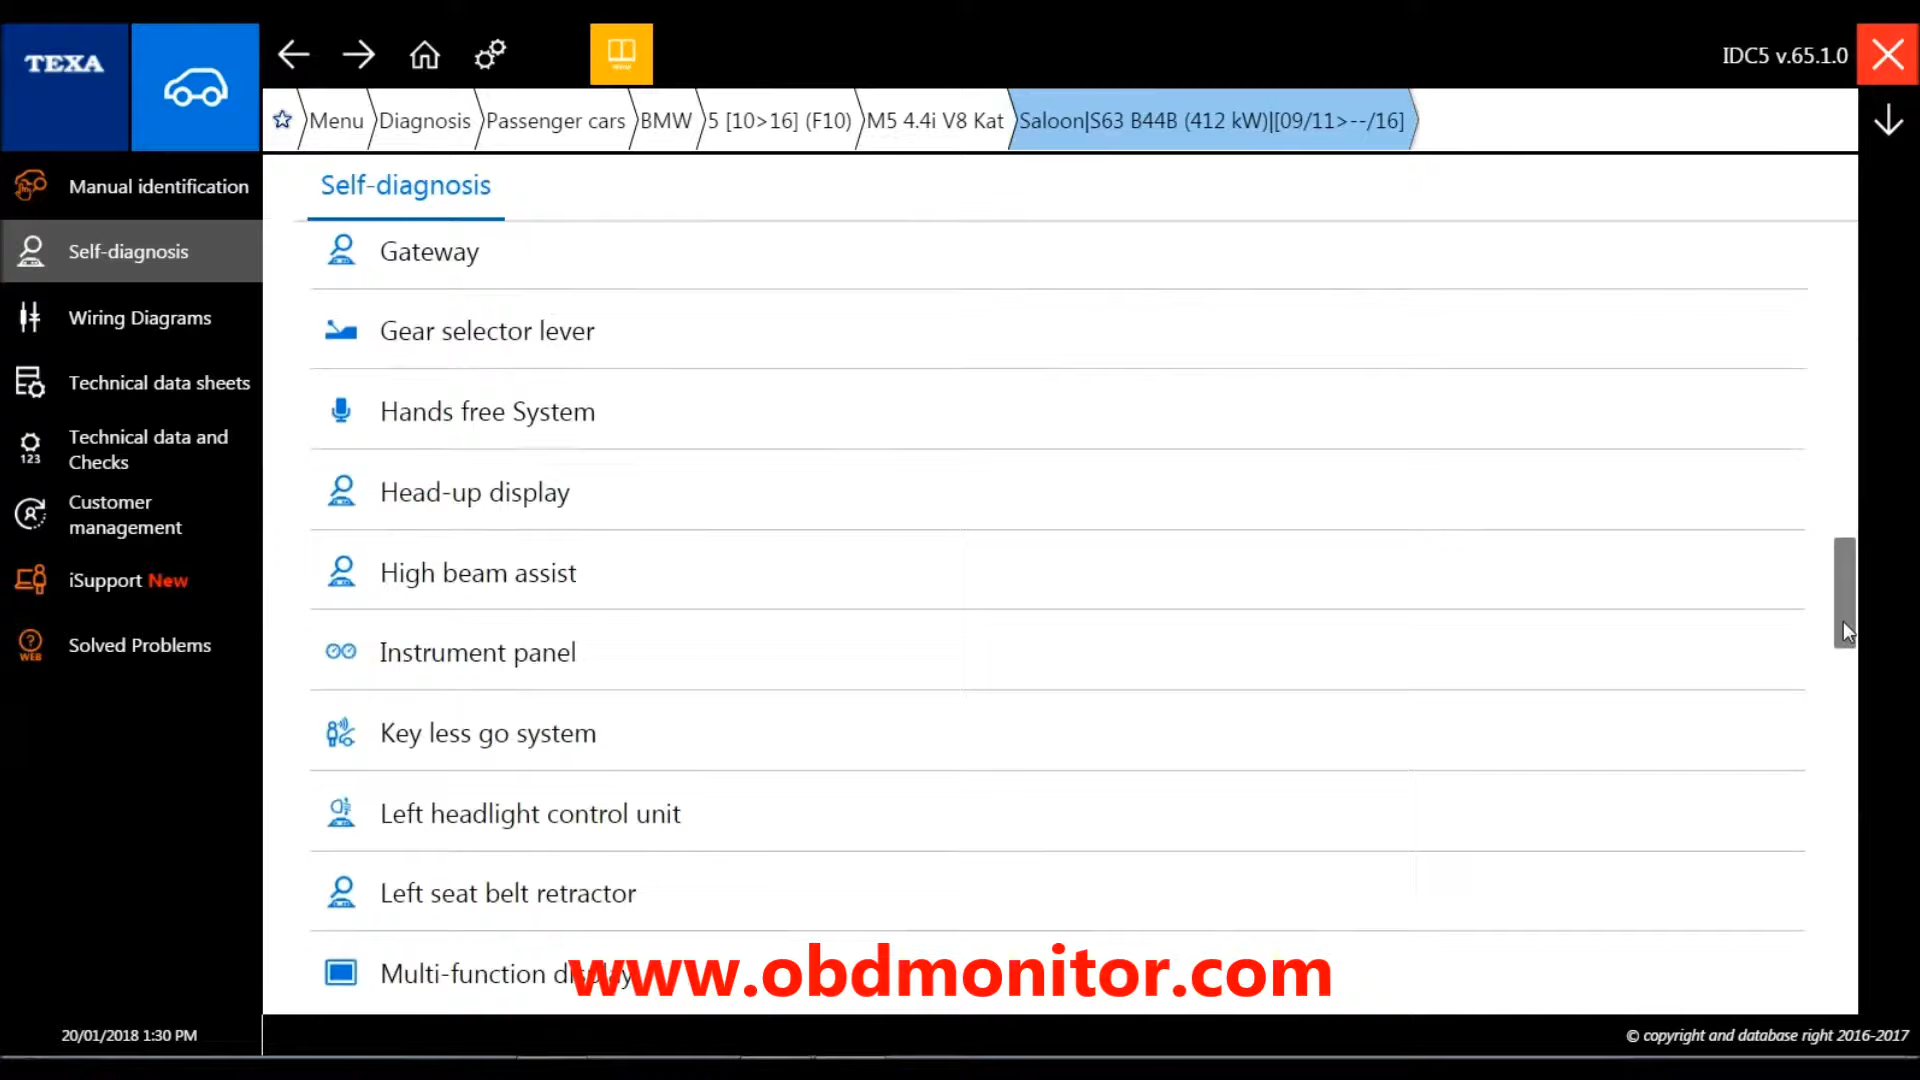 TEXA
IDC5 v.65.1.0
Menu Diagnosis Passenger cars BMW 5 [10>16] (F10) M5 4.4i V8 Kat Saloon|S63 B44B (412 kW)|[09/11>--/16]
Manual identification
Self-diagnosis
Wiring Diagrams
Technical data sheets
123
Technical data and
Checks
Customer
management
iSupport New
WEB
Solved Problems
Self-diagnosis
Gateway
Gear selector lever
Hands free System
Head-up display
High beam assist
Instrument panel
Key less go system
Left headlight control unit
Left seat belt retractor
Multi-function display
www.obdmonitor.com
20/01/2018 1:30 PM
© copyright and database right 2016-2017